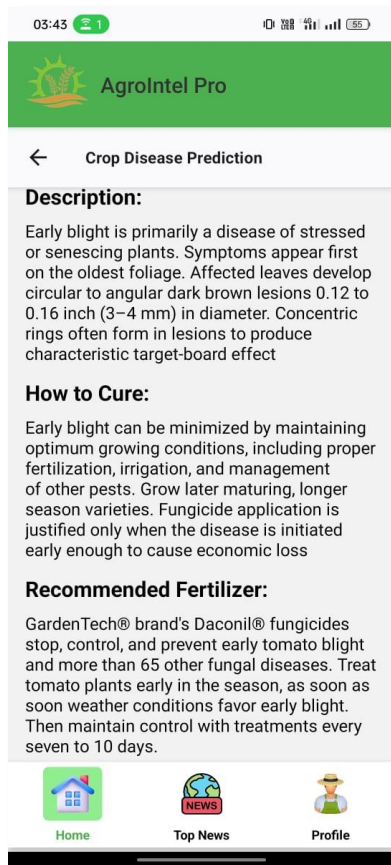 03:43 1 Vo0 LTE 4G 55
AgroIntel Pro
← Crop Disease Prediction
Description:
Early blight is primarily a disease of stressed
or senescing plants. Symptoms appear first
on the oldest foliage. Affected leaves develop
circular to angular dark brown lesions 0.12 to
0.16 inch (3–4 mm) in diameter. Concentric
rings often form in lesions to produce
characteristic target-board effect
How to Cure:
Early blight can be minimized by maintaining
optimum growing conditions, including proper
fertilization, irrigation, and management
of other pests. Grow later maturing, longer
season varieties. Fungicide application is
justified only when the disease is initiated
early enough to cause economic loss
Recommended Fertilizer:
GardenTech® brand's Daconil® fungicides
stop, control, and prevent early tomato blight
and more than 65 other fungal diseases. Treat
tomato plants early in the season, as soon as
soon weather conditions favor early blight.
Then maintain control with treatments every
seven to 10 days.
NEWS
Home Top News Profile